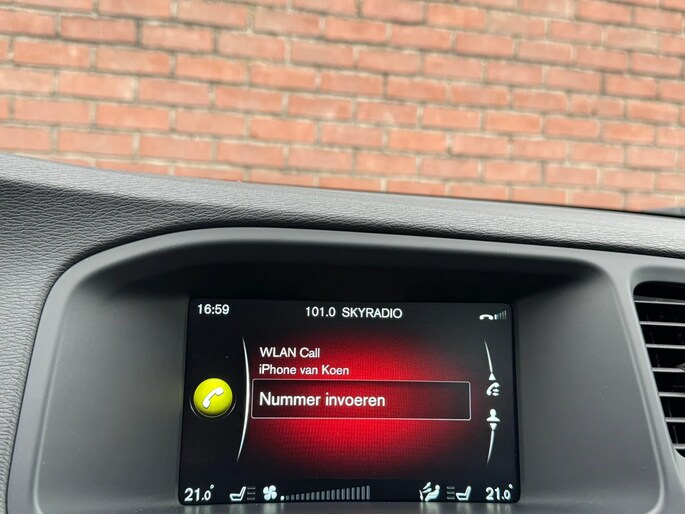 16:59
101.0 SKYRADIO
WLAN Call
iPhone van Koen
Nummer invoeren
21.0°
21.0°